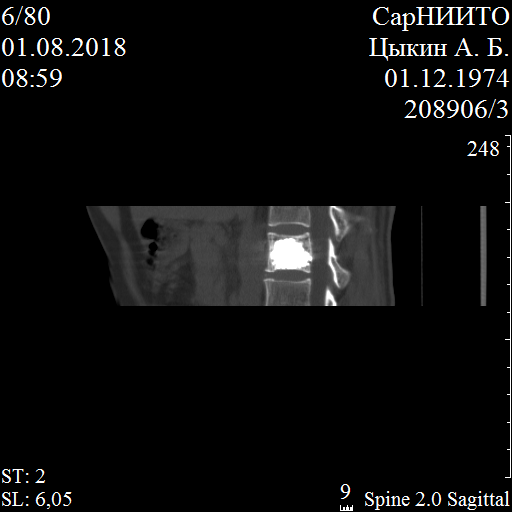 6/80
01.08.2018
08:59
СарНИИТО
Цыкин А. Б.
01.12.1974
208906/3
248
ST: 2
SL: 6,05
9
Spine 2.0 Sagittal